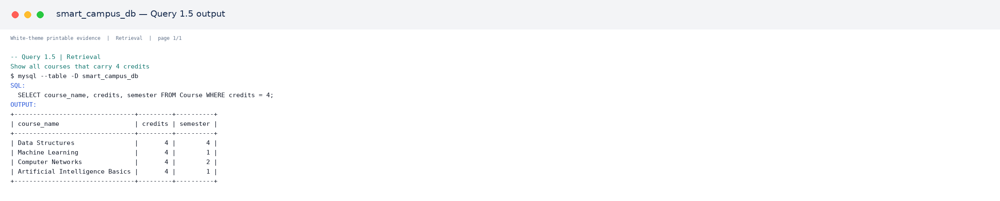 smart_campus_db — Query 1.5 output
White-theme printable evidence  |  Retrieval  |  page 1/1
-- Query 1.5 | Retrieval
Show all courses that carry 4 credits
$ mysql --table -D smart_campus_db
SQL:
  SELECT course_name, credits, semester FROM Course WHERE credits = 4;
OUTPUT:
+--------------------------------+---------+----------+
| course_name                    | credits | semester |
+--------------------------------+---------+----------+
| Data Structures                |       4 |        4 |
| Machine Learning               |       4 |        1 |
| Computer Networks              |       4 |        2 |
| Artificial Intelligence Basics |       4 |        1 |
+--------------------------------+---------+----------+